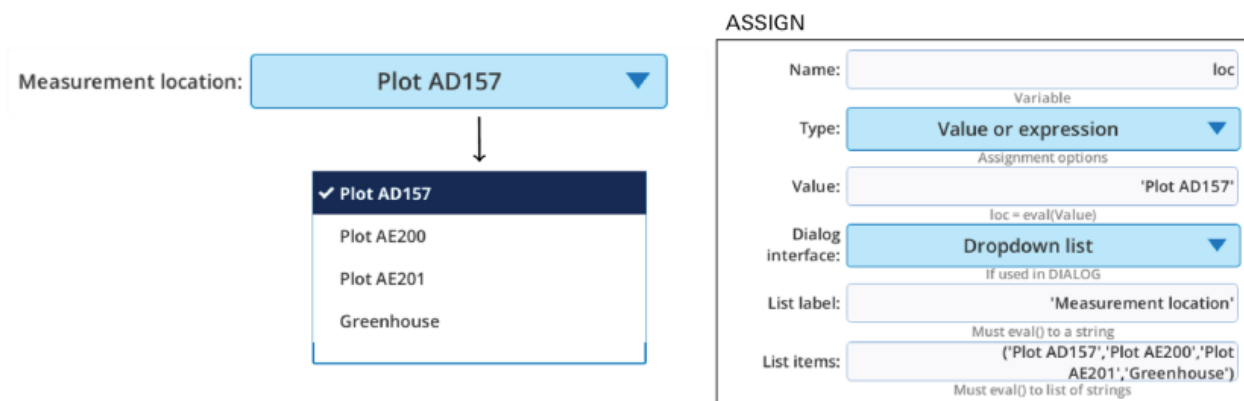 Measurement location:
Plot AD157
✓ Plot AD157
Plot AE200
Plot AE201
Greenhouse
ASSIGN
Name:
loc
Variable
Type:
Value or expression
Assignment options
Value:
'Plot AD157'
loc = eval(Value)
Dialog
interface:
Dropdown list
If used in DIALOG
List label:
'Measurement location'
Must eval() to a string
List items:
('Plot AD157','Plot AE200','Plot
AE201','Greenhouse')
Must eval() to list of strings